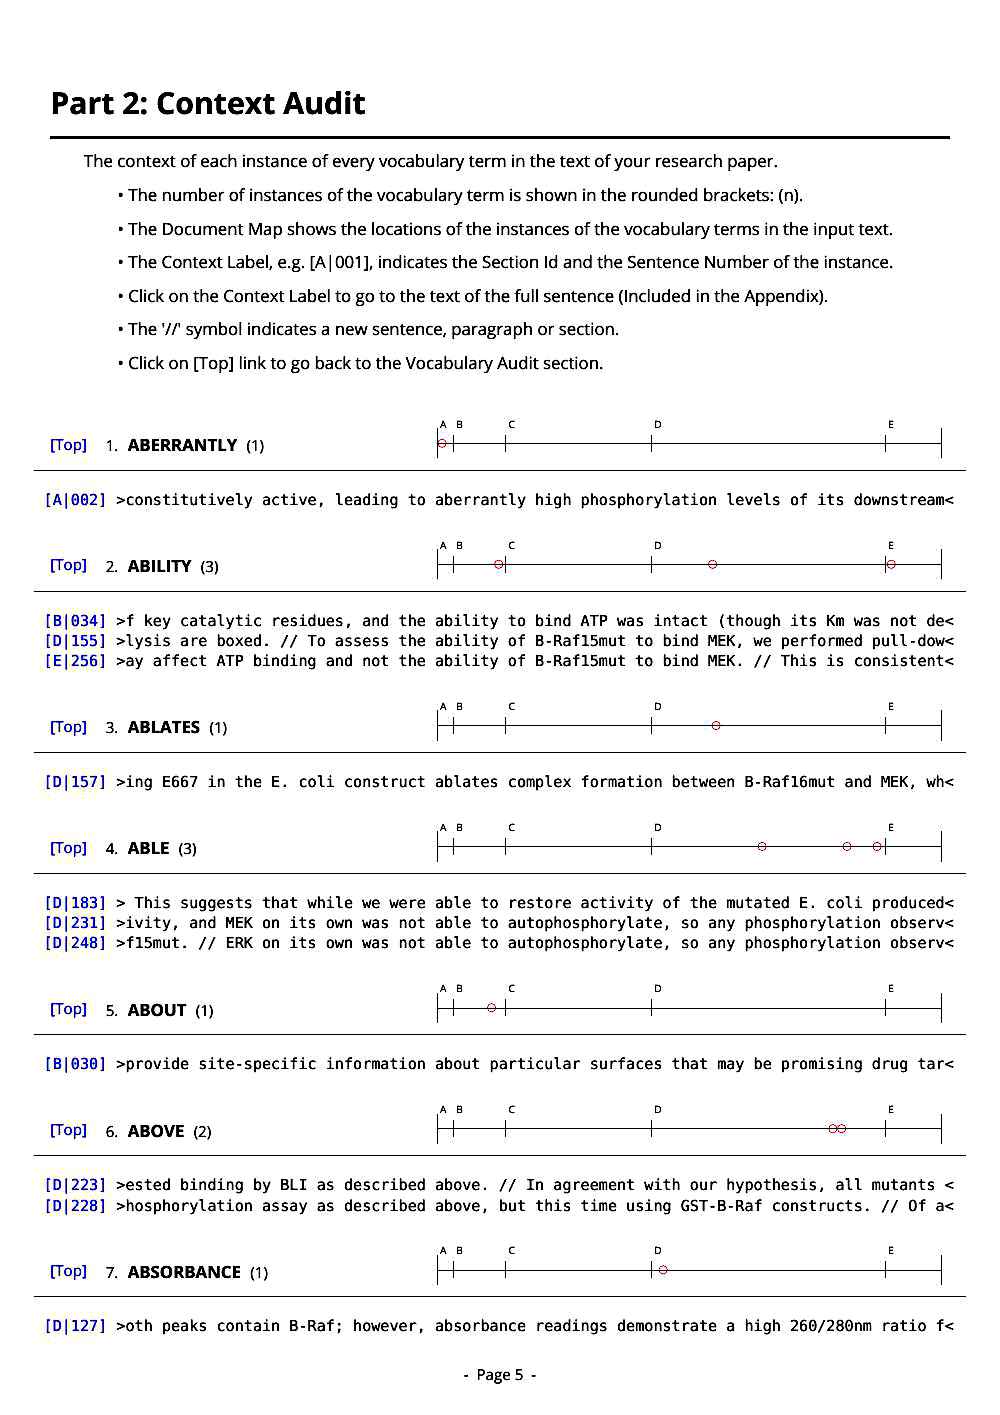 Part 2: Context Audit
The context of each instance of every vocabulary term in the text of your research paper.
• The number of instances of the vocabulary term is shown in the rounded brackets: (n).
• The Document Map shows the locations of the instances of the vocabulary terms in the input text.
• The Context Label, e.g. [A|001], indicates the Section Id and the Sentence Number of the instance.
• Click on the Context Label to go to the text of the full sentence (Included in the Appendix).
• The '//' symbol indicates a new sentence, paragraph or section.
• Click on [Top] link to go back to the Vocabulary Audit section.
A B C D E
[Top] 1. ABERRANTLY (1)
[A|002] >constitutively active, leading to aberrantly high phosphorylation levels of its downstream<
A B C D E
[Top] 2. ABILITY (3)
[B|034] >f key catalytic residues, and the ability to bind ATP was intact (though its Km was not de<
[D|155] >lysis are boxed. // To assess the ability of B-Raf15mut to bind MEK, we performed pull-dow<
[E|256] >ay affect ATP binding and not the ability of B-Raf15mut to bind MEK. // This is consistent<
A B C D E
[Top] 3. ABLATES (1)
[D|157] >ing E667 in the E. coli construct ablates complex formation between B-Raf16mut and MEK, wh<
A B C D E
[Top] 4. ABLE (3)
[D|183] > This suggests that while we were able to restore activity of the mutated E. coli produced<
[D|231] >ivity, and MEK on its own was not able to autophosphorylate, so any phosphorylation observ<
[D|248] >f15mut. // ERK on its own was not able to autophosphorylate, so any phosphorylation observ<
A B C D E
[Top] 5. ABOUT (1)
[B|030] >provide site-specific information about particular surfaces that may be promising drug tar<
A B C D E
[Top] 6. ABOVE (2)
[D|223] >ested binding by BLI as described above. // In agreement with our hypothesis, all mutants <
[D|228] >hosphorylation assay as described above, but this time using GST-B-Raf constructs. // Of a<
A B C D E
[Top] 7. ABSORBANCE (1)
[D|127] >oth peaks contain B-Raf; however, absorbance readings demonstrate a high 260/280nm ratio f<
- Page 5 -